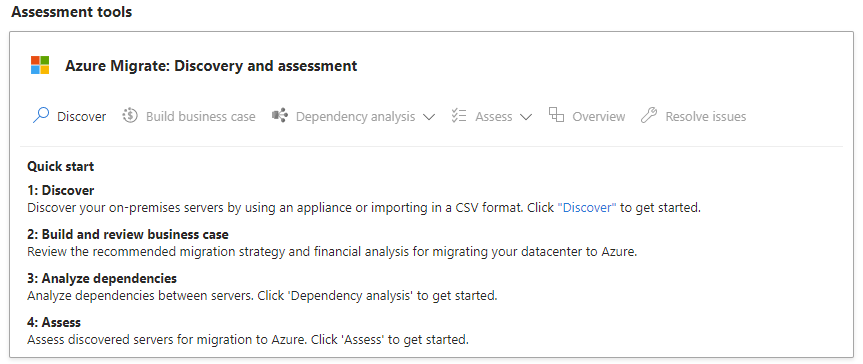 Assessment tools
Azure Migrate: Discovery and assessment
Discover Build business case Dependency analysis Assess Overview Resolve issues
Quick start
1: Discover
Discover your on-premises servers by using an appliance or importing in a CSV format. Click "Discover" to get started.
2: Build and review business case
Review the recommended migration strategy and financial analysis for migrating your datacenter to Azure.
3: Analyze dependencies
Analyze dependencies between servers. Click 'Dependency analysis' to get started.
4: Assess
Assess discovered servers for migration to Azure. Click 'Assess' to get started.